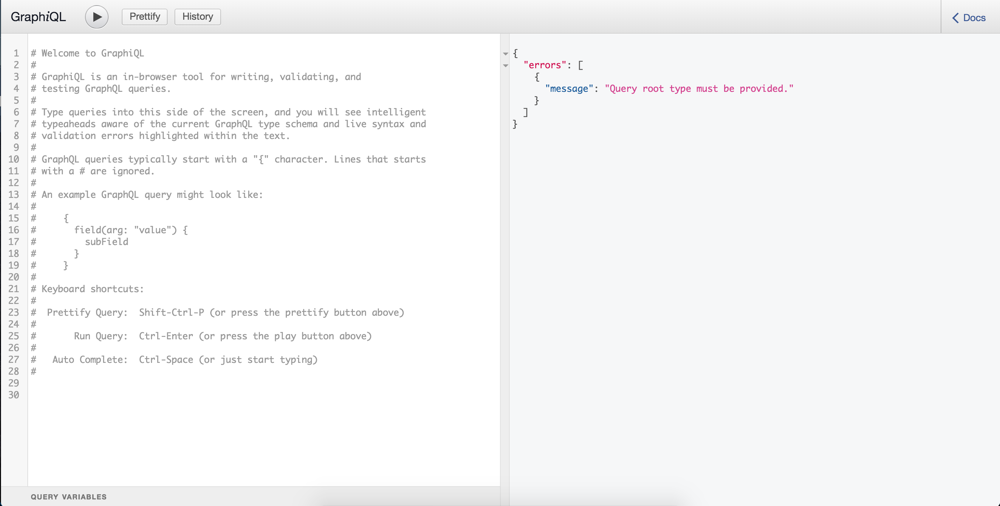 GraphiQL Prettify History Docs
1 # Welcome to GraphiQL
2 #
3 # GraphiQL is an in-browser tool for writing, validating, and
4 # testing GraphQL queries.
5 #
6 # Type queries into this side of the screen, and you will see intelligent
7 # typeaheads aware of the current GraphQL type schema and live syntax and
8 # validation errors highlighted within the text.
9 #
10 # GraphQL queries typically start with a "{" character. Lines that starts
11 # with a # are ignored.
12 #
13 # An example GraphQL query might look like:
14 #
15 #     {
16 #       field(arg: "value") {
17 #         subField
18 #       }
19 #     }
20 #
21 # Keyboard shortcuts:
22 #
23 #  Prettify Query:  Shift-Ctrl-P (or press the prettify button above)
24 #
25 #       Run Query:  Ctrl-Enter (or press the play button above)
26 #
27 #   Auto Complete:  Ctrl-Space (or just start typing)
28 #
29
30
QUERY VARIABLES
{
  "errors": [
    {
      "message": "Query root type must be provided."
    }
  ]
}